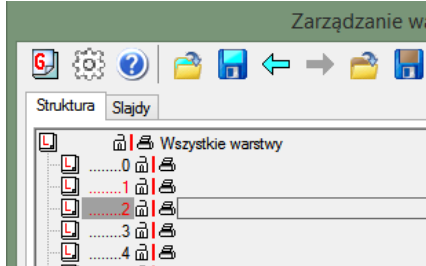 Zarządzanie wa
Struktura Slajdy
Wszystkie warstwy
........0
........1
........2
........3
........4